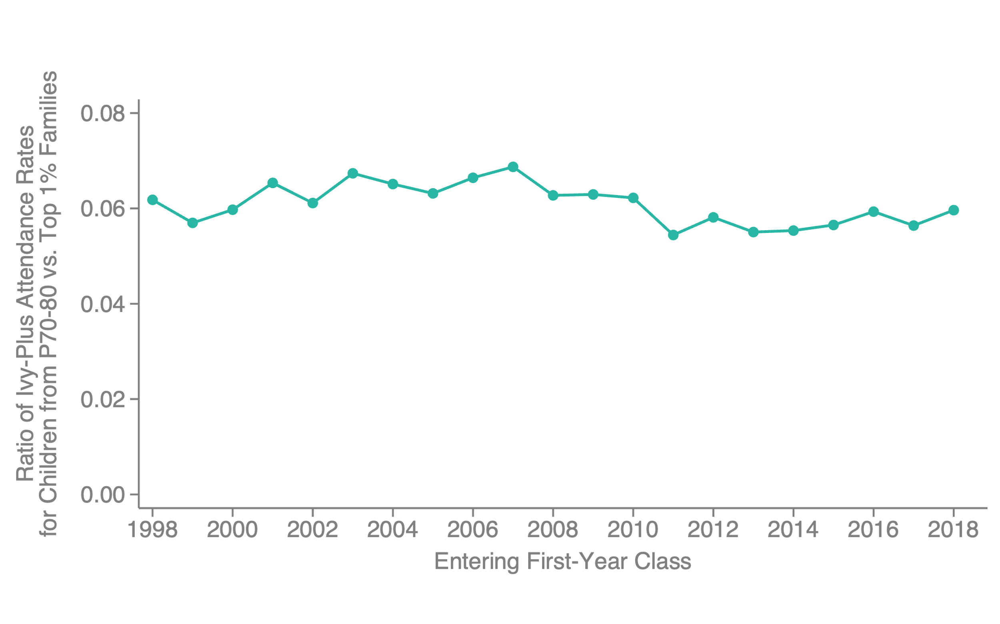 Ratio of Ivy-Plus Attendance Rates
for Children from P70-80 vs. Top 1% Families
0.08
0.06
0.04
0.02
0.00
1998 2000 2002 2004 2006 2008 2010 2012 2014 2016 2018
Entering First-Year Class